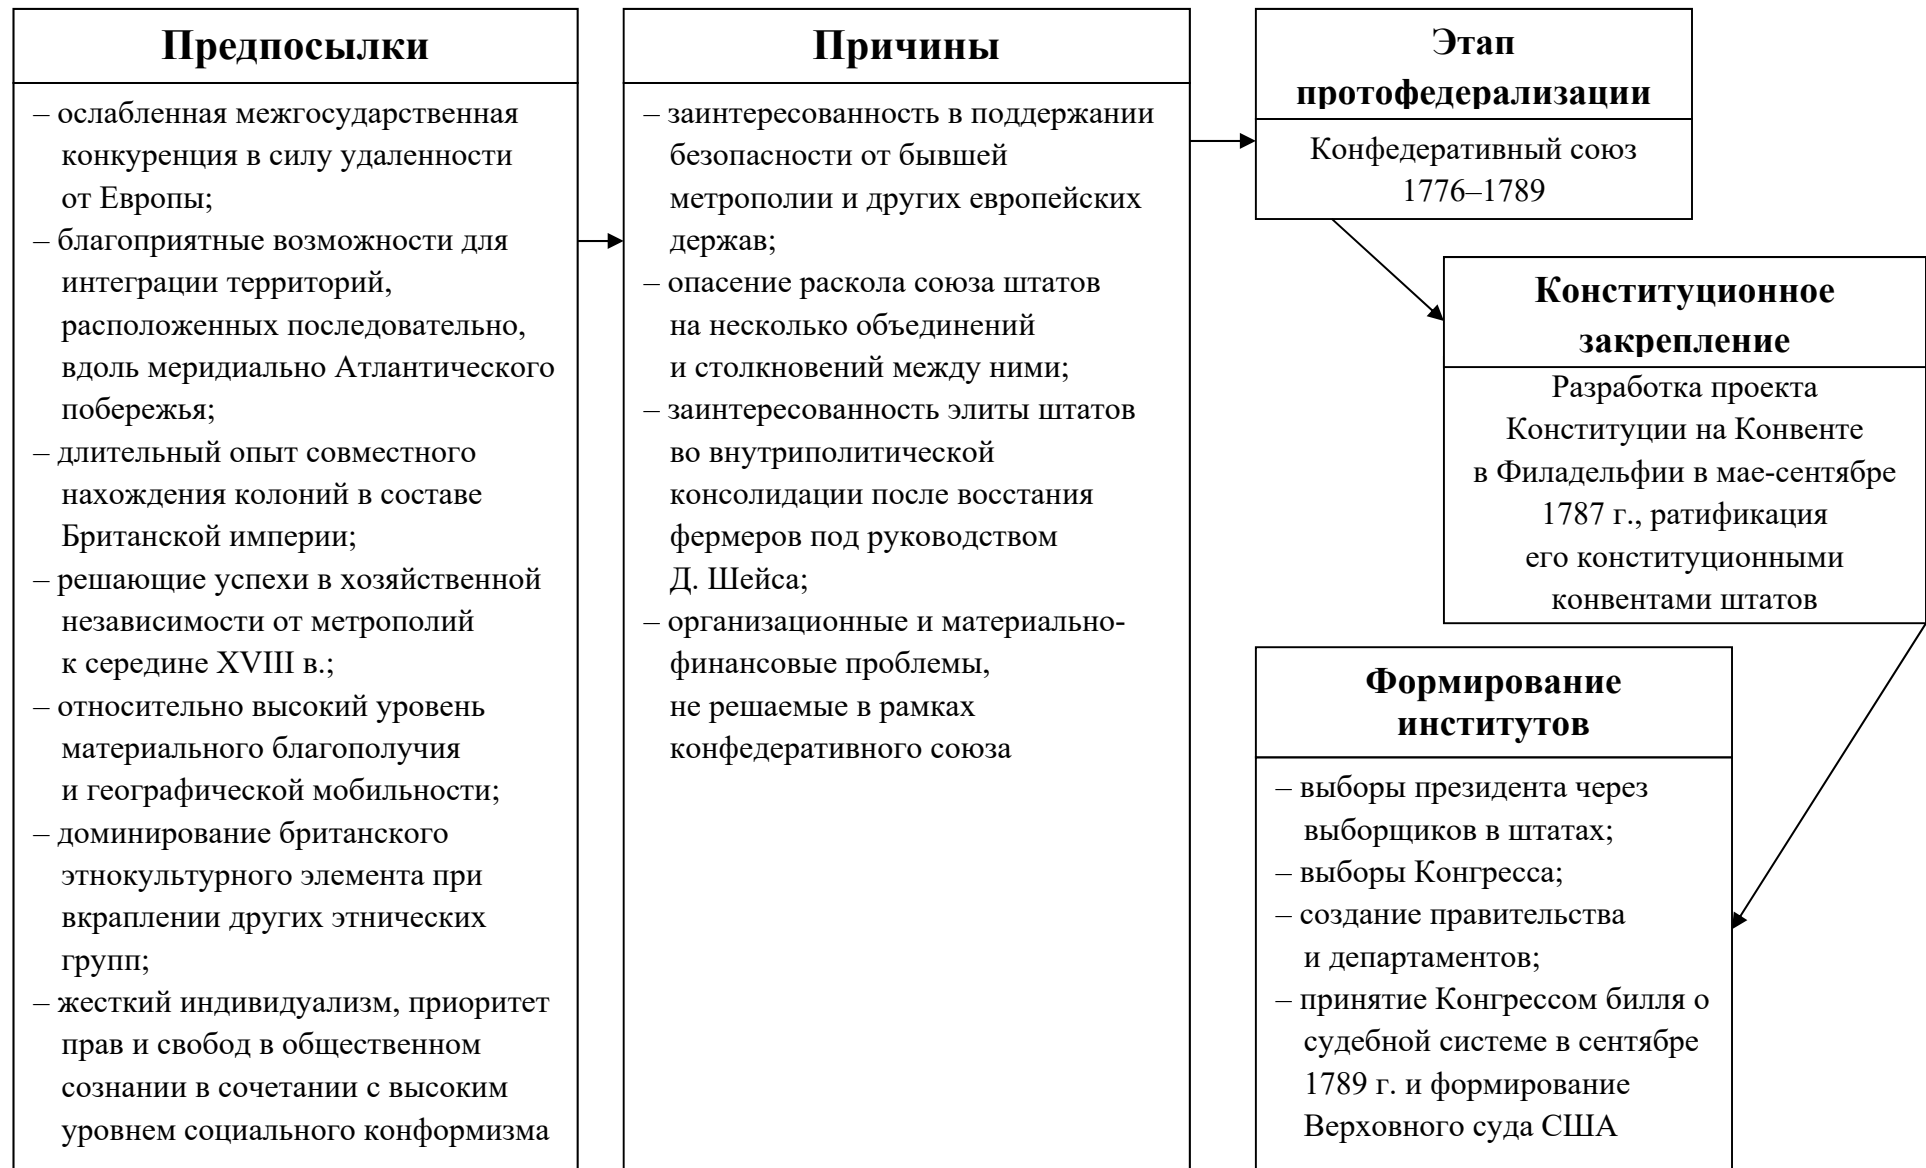 Предпосылки
– ослабленная межгосударственная
конкуренция в силу удаленности
от Европы;
– благоприятные возможности для
интеграции территорий,
расположенных последовательно,
вдоль меридиально Атлантического
побережья;
– длительный опыт совместного
нахождения колоний в составе
Британской империи;
– решающие успехи в хозяйственной
независимости от метрополий
к середине XVIII в.;
– относительно высокий уровень
материального благополучия
и географической мобильности;
– доминирование британского
этнокультурного элемента при
вкраплении других этнических
групп;
– жесткий индивидуализм, приоритет
прав и свобод в общественном
сознании в сочетании с высоким
уровнем социального конформизма
Причины
– заинтересованность в поддержании
безопасности от бывшей
метрополии и других европейских
держав;
– опасение раскола союза штатов
на несколько объединений
и столкновений между ними;
– заинтересованность элиты штатов
во внутриполитической
консолидации после восстания
фермеров под руководством
Д. Шейса;
– организационные и материально-
финансовые проблемы,
не решаемые в рамках
конфедеративного союза
Этап
протофедерализации
Конфедеративный союз
1776–1789
Конституционное
закрепление
Разработка проекта
Конституции на Конвенте
в Филадельфии в мае-сентябре
1787 г., ратификация
его конституционными
конвентами штатов
Формирование
институтов
– выборы президента через
выборщиков в штатах;
– выборы Конгресса;
– создание правительства
и департаментов;
– принятие Конгрессом билля о
судебной системе в сентябре
1789 г. и формирование
Верховного суда США